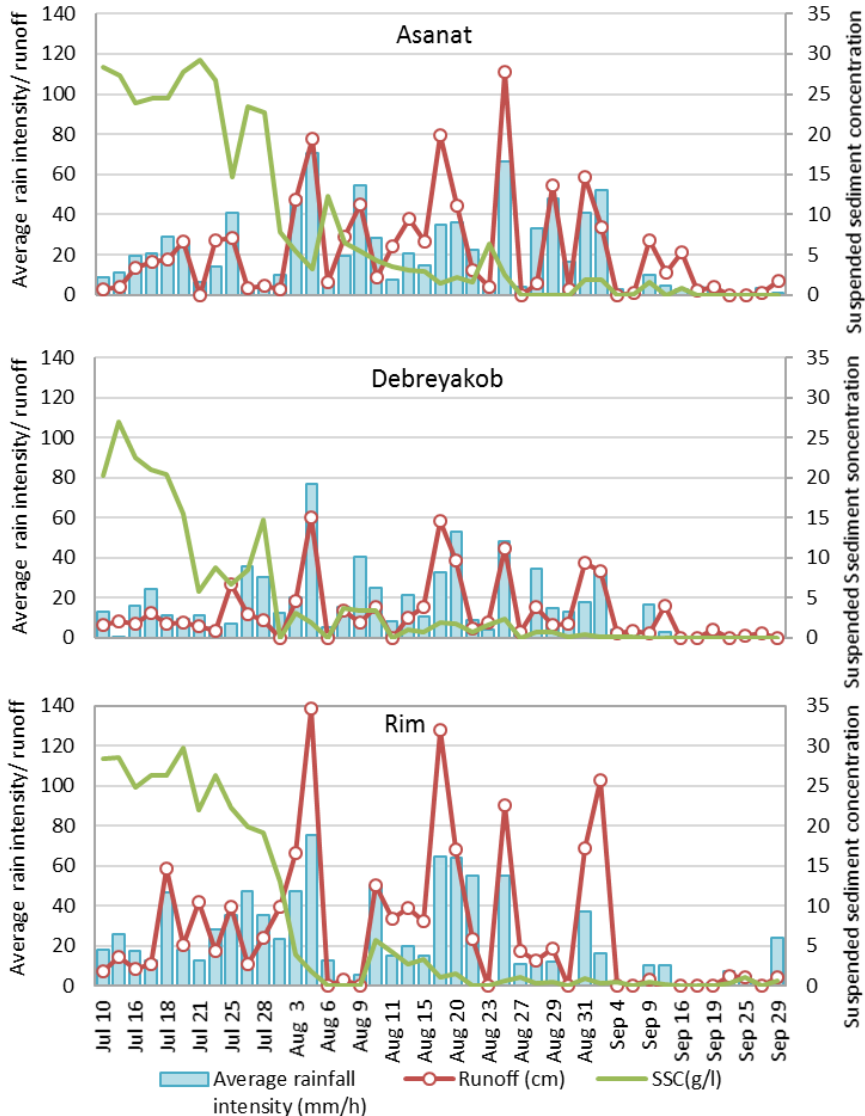 Asanat
Average rain intensity/ runoff
140
120
100
80
60
40
20
0
35
30
25
20
15
10
5
0
Suspended sediment concentration
Debreyakob
Average rain intensity/ runoff
140
120
100
80
60
40
20
0
35
30
25
20
15
10
5
0
Suspended Ssediment soncentration
Rim
Average rain intensity/ runoff
140
120
100
80
60
40
20
0
35
30
25
20
15
10
5
0
Suspended sediment concentration
Jul 10
Jul 16
Jul 18
Jul 21
Jul 25
Jul 28
Aug 3
Aug 6
Aug 9
Aug 11
Aug 15
Aug 20
Aug 23
Aug 26
Aug 29
Aug 31
Sep 4
Sep 9
Sep 16
Sep 19
Sep 25
Sep 29
Average rainfall
intensity (mm/h)
Runoff (cm)
SSC(g/l)